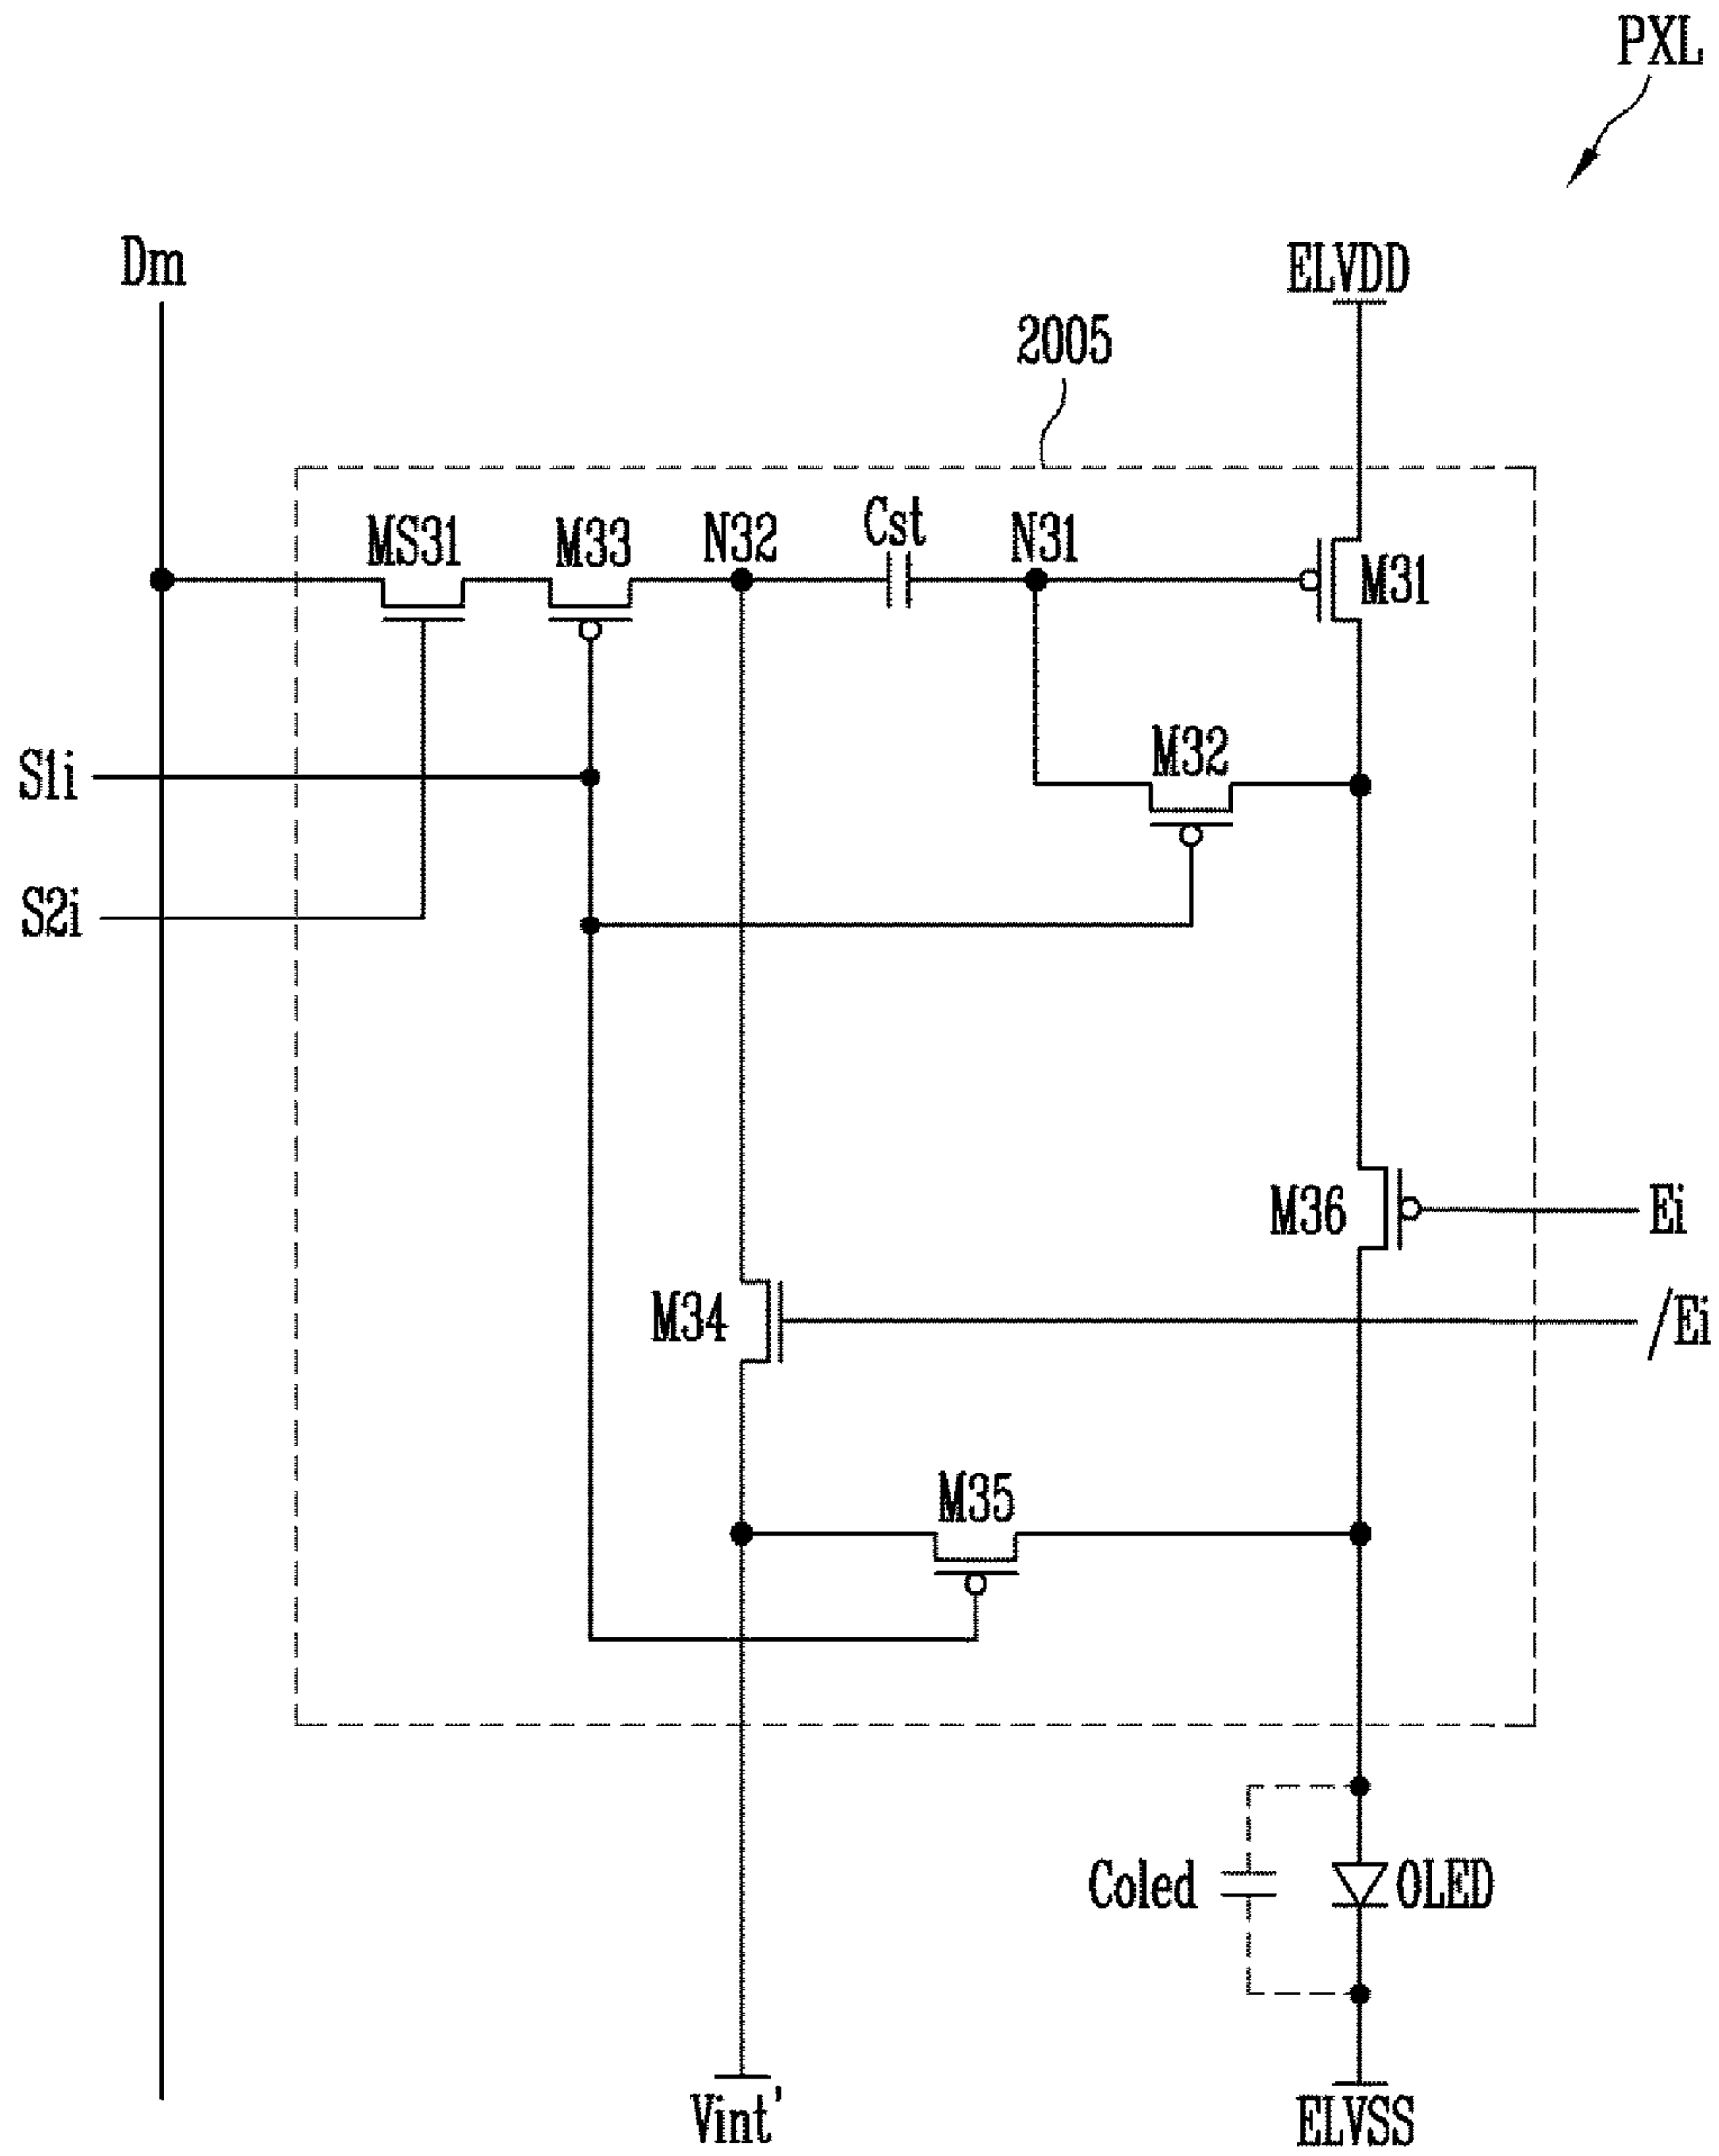 PXL
Dm
ELVDD
2005
MS31
M33
N32
Cst
N31
M31
M32
S1i
S2i
M36
Ei
M34
/Ei
M35
Coled
OLED
Vint'
ELVSS